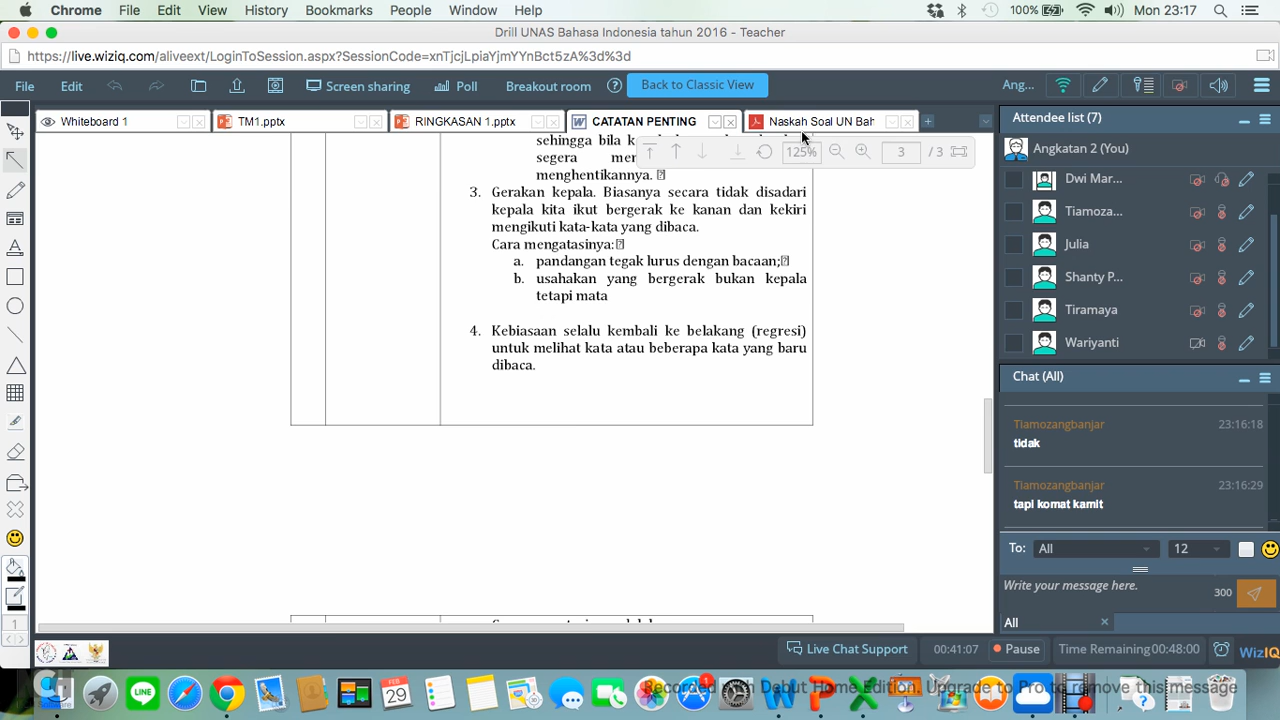 Chrome File Edit View History Bookmarks People Window Help 100% Mon 23:17
Drill UNAS Bahasa Indonesia tahun 2016 - Teacher
https://live.wiziq.com/aliveext/LoginToSession.aspx?SessionCode=xnTjcjLpiaYjmYYnBct5zA%3d%3d
File Edit Screen sharing Poll Breakout room ? Back to Classic View Ang...
Whiteboard 1 TM1.pptx RINGKASAN 1.pptx CATATAN PENTING Naskah Soal UN Bah
Attendee list (7)
Angkatan 2 (You)
Dwi Mar...
Tiamoza...
Julia
Shanty P...
Tiramaya
Wariyanti
125% 3 / 3
sehingga bila k
segera me
menghentikannya.
3. Gerakan kepala. Biasanya secara tidak disadari
kepala kita ikut bergerak ke kanan dan kekiri
mengikuti kata-kata yang dibaca.
Cara mengatasinya:
a. pandangan tegak lurus dengan bacaan;
b. usahakan yang bergerak bukan kepala
tetapi mata
4. Kebiasaan selalu kembali ke belakang (regresi)
untuk melihat kata atau beberapa kata yang baru
dibaca.
Chat (All)
Tiamozangbanjar 23:16:18
tidak
Tiamozangbanjar 23:16:29
tapi komat kamit
To: All 12
Write your message here. 300
All
1
Live Chat Support 00:41:07 Pause Time Remaining 00:48:00 WizIQ
FEB
29
Recorded with Debut Home Edition. Upgrade to Pro to remove this message